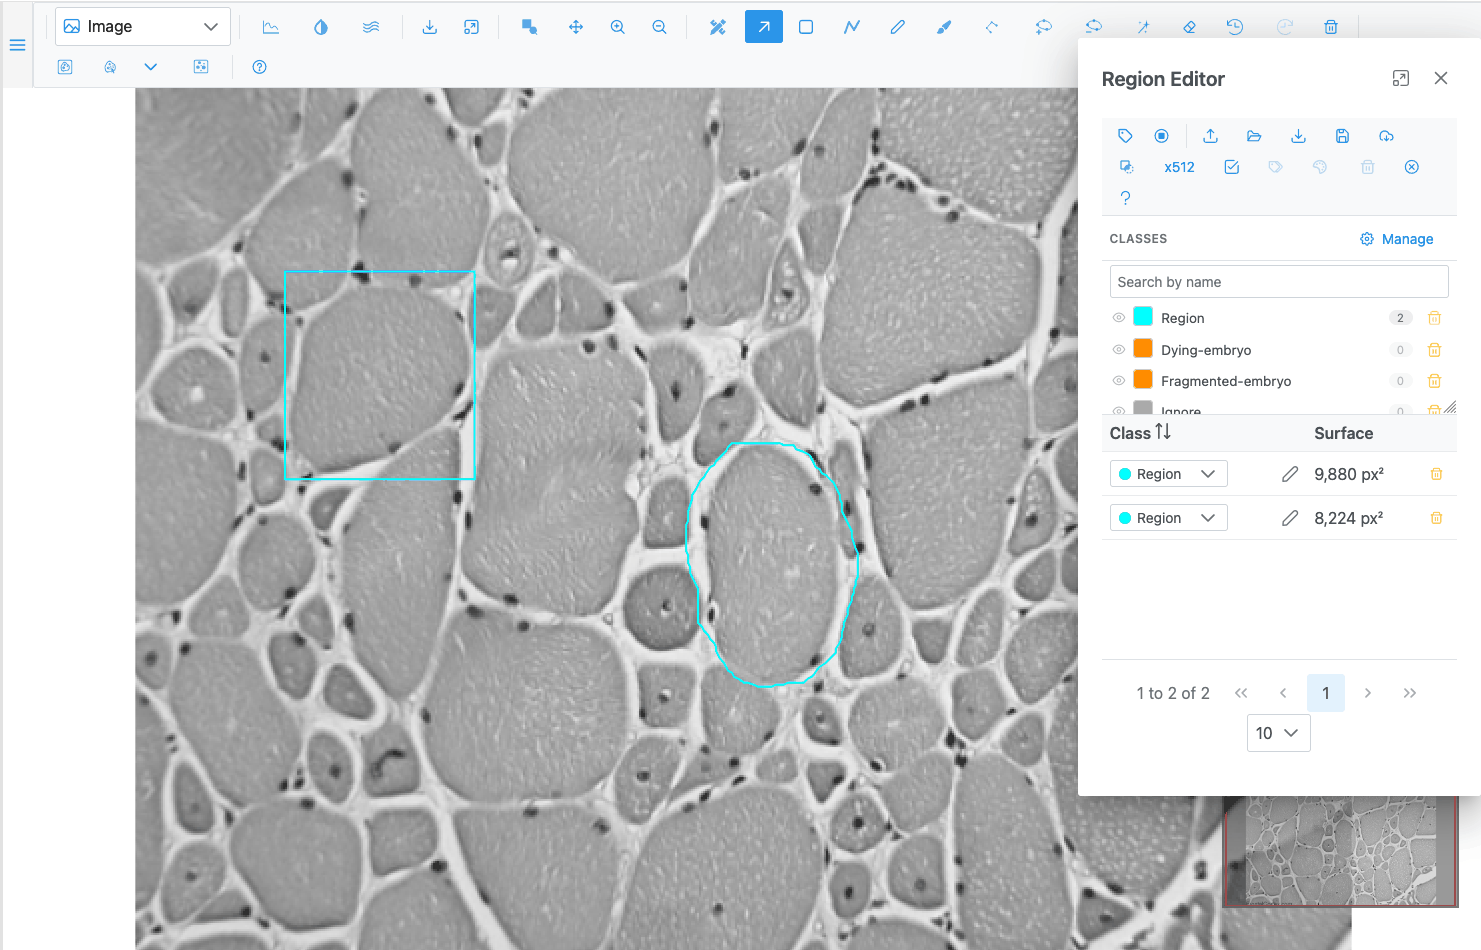 Image
Region Editor
x512
?
CLASSES
Manage
Search by name
Region 2
Dying-embryo 0
Fragmented-embryo 0
Ignore 0
Class Surface
Region 9,880 px²
Region 8,224 px²
1 to 2 of 2 « ‹ 1 › »
10